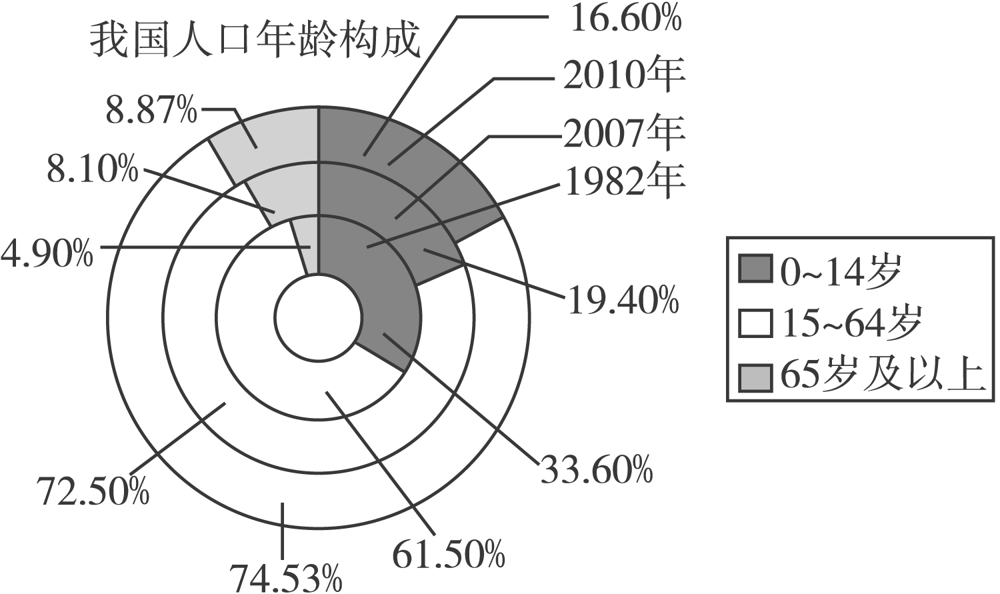 我国人口年龄构成
16.60%
2010年
8.87%
2007年
8.10%
1982年
4.90%
19.40%
0~14岁
15~64岁
65岁及以上
33.60%
72.50%
61.50%
74.53%